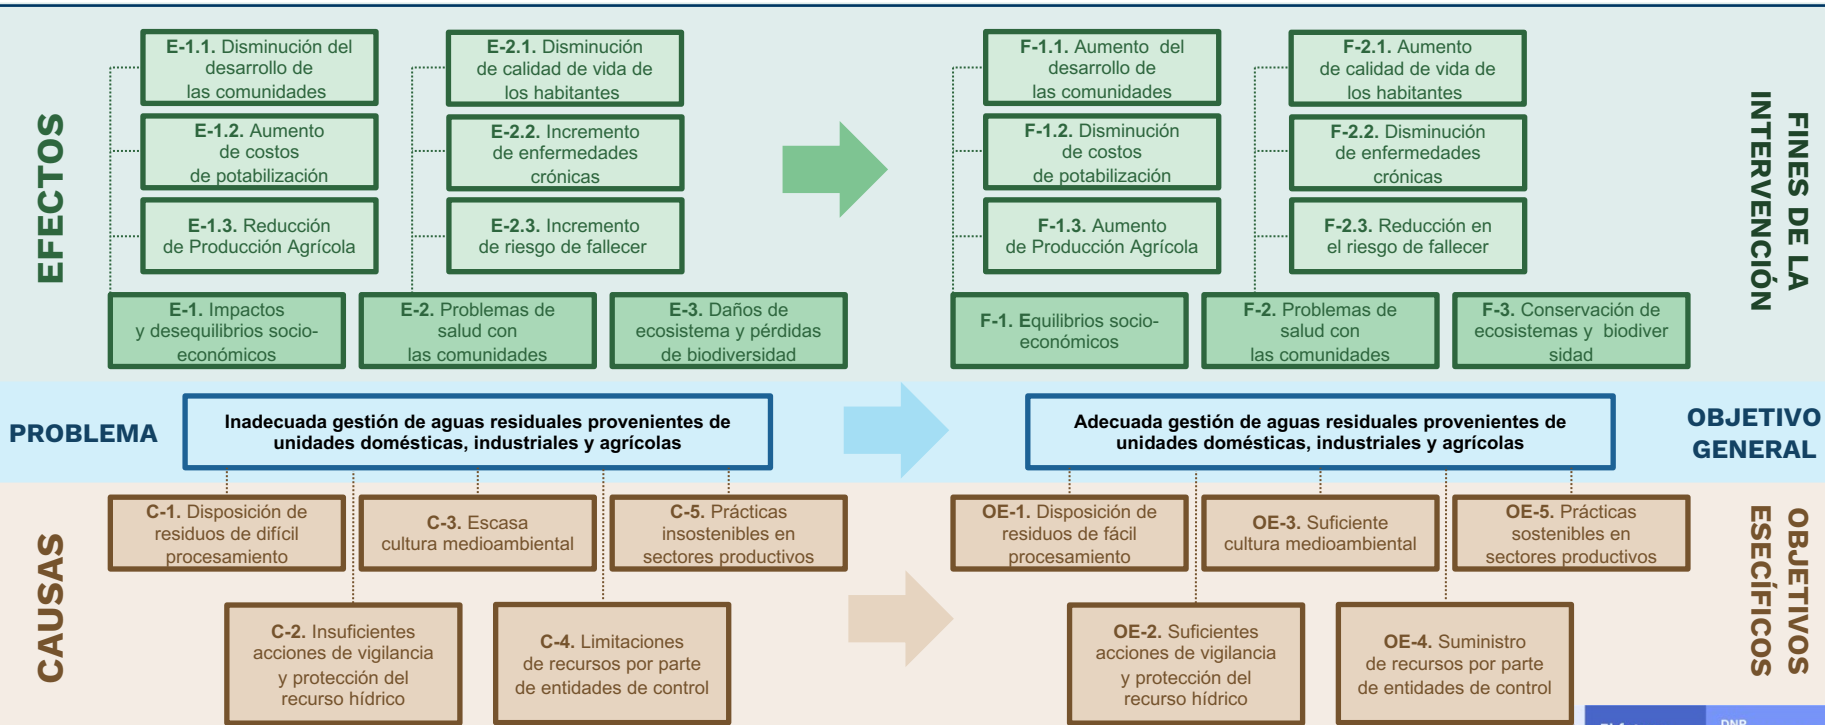 EFECTOS
E-1.1. Disminución del
desarrollo de
las comunidades
E-2.1. Disminución
de calidad de vida de
los habitantes
E-1.2. Aumento
de costos
de potabilización
E-2.2. Incremento
de enfermedades
crónicas
E-1.3. Reducción
de Producción Agrícola
E-2.3. Incremento
de riesgo de fallecer
E-1. Impactos
y desequilibrios socio-
económicos
E-2. Problemas de
salud con
las comunidades
E-3. Daños de
ecosistema y pérdidas
de biodiversidad
F-1.1. Aumento del
desarrollo de
las comunidades
F-2.1. Aumento
de calidad de vida de
los habitantes
F-1.2. Disminución
de costos
de potabilización
F-2.2. Disminución
de enfermedades
crónicas
F-1.3. Aumento
de Producción Agrícola
F-2.3. Reducción en
el riesgo de fallecer
F-1. Equilibrios socio-
económicos
F-2. Problemas de
salud con
las comunidades
F-3. Conservación de
ecosistemas y biodiver
sidad
FINES DE LA
INTERVENCIÓN
PROBLEMA
Inadecuada gestión de aguas residuales provenientes de
unidades domésticas, industriales y agrícolas
Adecuada gestión de aguas residuales provenientes de
unidades domésticas, industriales y agrícolas
OBJETIVO
GENERAL
CAUSAS
C-1. Disposición de
residuos de difícil
procesamiento
C-3. Escasa
cultura medioambiental
C-5. Prácticas
insostenibles en
sectores productivos
C-2. Insuficientes
acciones de vigilancia
y protección del
recurso hídrico
C-4. Limitaciones
de recursos por parte
de entidades de control
OE-1. Disposición de
residuos de fácil
procesamiento
OE-3. Suficiente
cultura medioambiental
OE-5. Prácticas
sostenibles en
sectores productivos
OE-2. Suficientes
acciones de vigilancia
y protección del
recurso hídrico
OE-4. Suministro
de recursos por parte
de entidades de control
OBJETIVOS
ESECÍFICOS
DNP